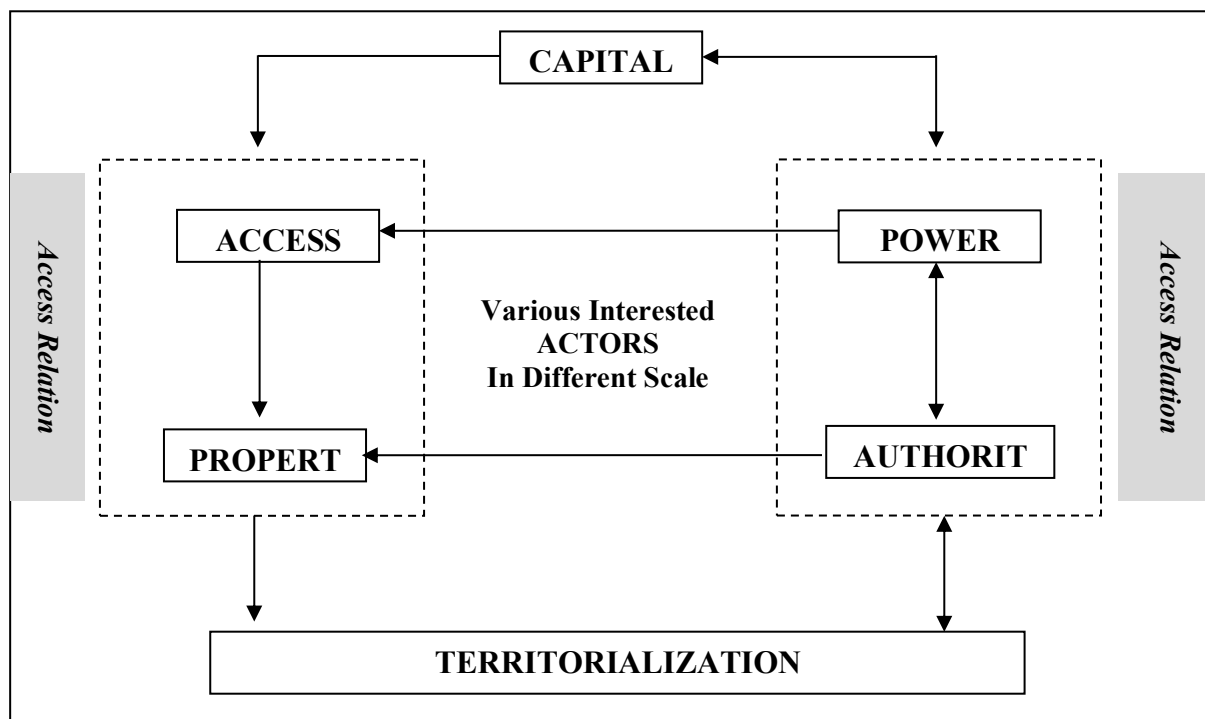 CAPITAL
Access Relation
ACCESS
POWER
Access Relation
Various Interested
ACTORS
In Different Scale
PROPERT
AUTHORIT
TERRITORIALIZATION